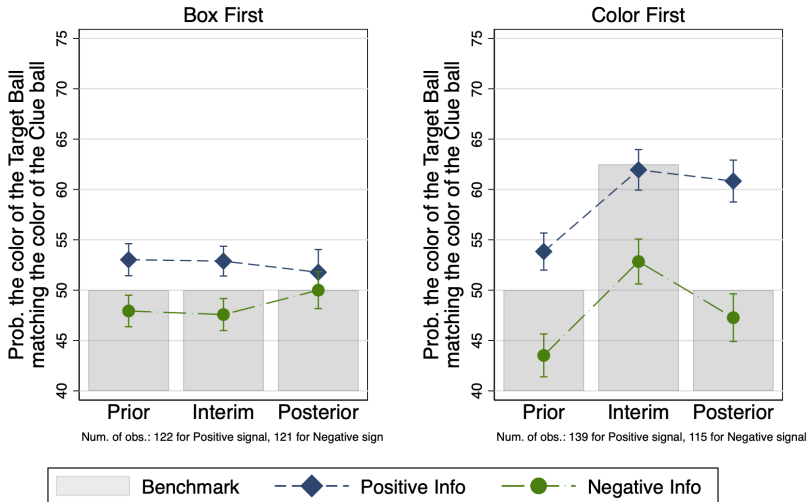 Box First
Prob. the color of the Target Ball
matching the color of the Clue ball
75
70
65
60
55
50
45
40
Prior Interim Posterior
Num. of obs.: 122 for Positive signal, 121 for Negative sign
Color First
Prob. the color of the Target Ball
matching the color of the Clue ball
75
70
65
60
55
50
45
40
Prior Interim Posterior
Num. of obs.: 139 for Positive signal, 115 for Negative signal
Benchmark Positive Info Negative Info